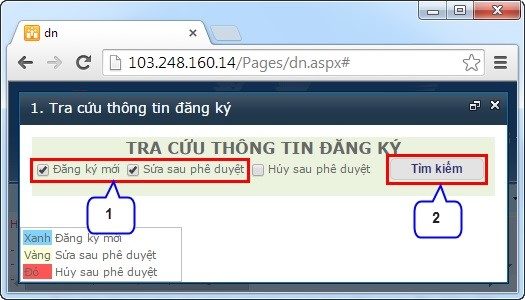 dn
103.248.160.14/Pages/dn.aspx#
1. Tra cứu thông tin đăng ký
TRA CỨU THÔNG TIN ĐĂNG KÝ
Đăng ký mới Sửa sau phê duyệt Hủy sau phê duyệt Tìm kiếm
1
2
Xanh Đăng ký mới
Vàng Sửa sau phê duyệt
Đỏ Hủy sau phê duyệt